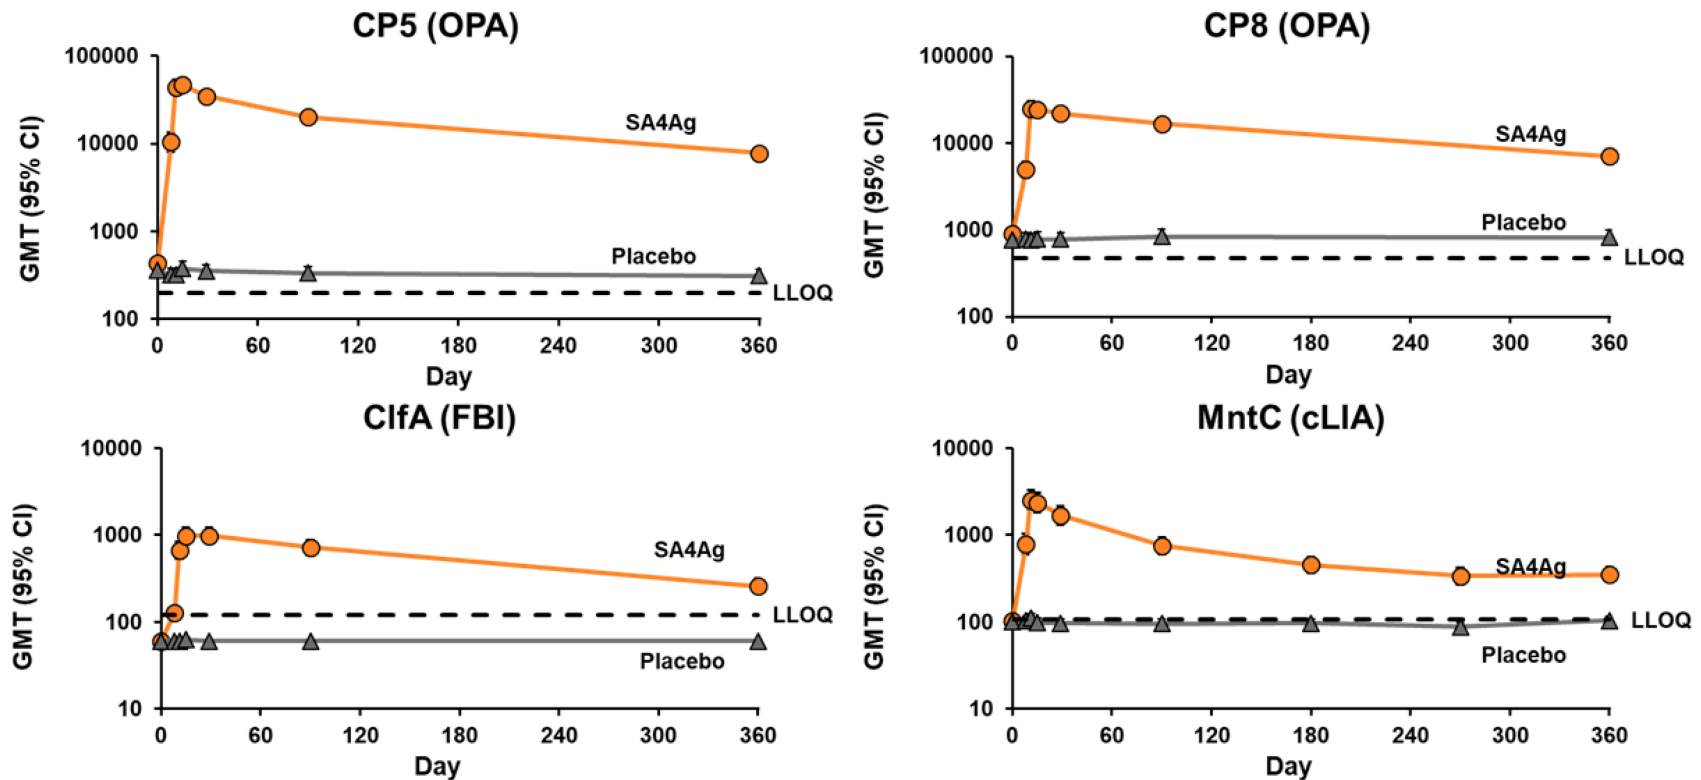 CP5 (OPA)
GMT (95% CI)
100000
10000
1000
100
SA4Ag
Placebo
LLOQ
0 60 120 180 240 300 360
Day
CP8 (OPA)
GMT (95% CI)
100000
10000
1000
100
SA4Ag
Placebo
LLOQ
0 60 120 180 240 300 360
Day
ClfA (FBI)
GMT (95% CI)
10000
1000
100
10
SA4Ag
LLOQ
Placebo
0 60 120 180 240 300 360
Day
MntC (cLIA)
GMT (95% CI)
10000
1000
100
10
SA4Ag
LLOQ
Placebo
0 60 120 180 240 300 360
Day